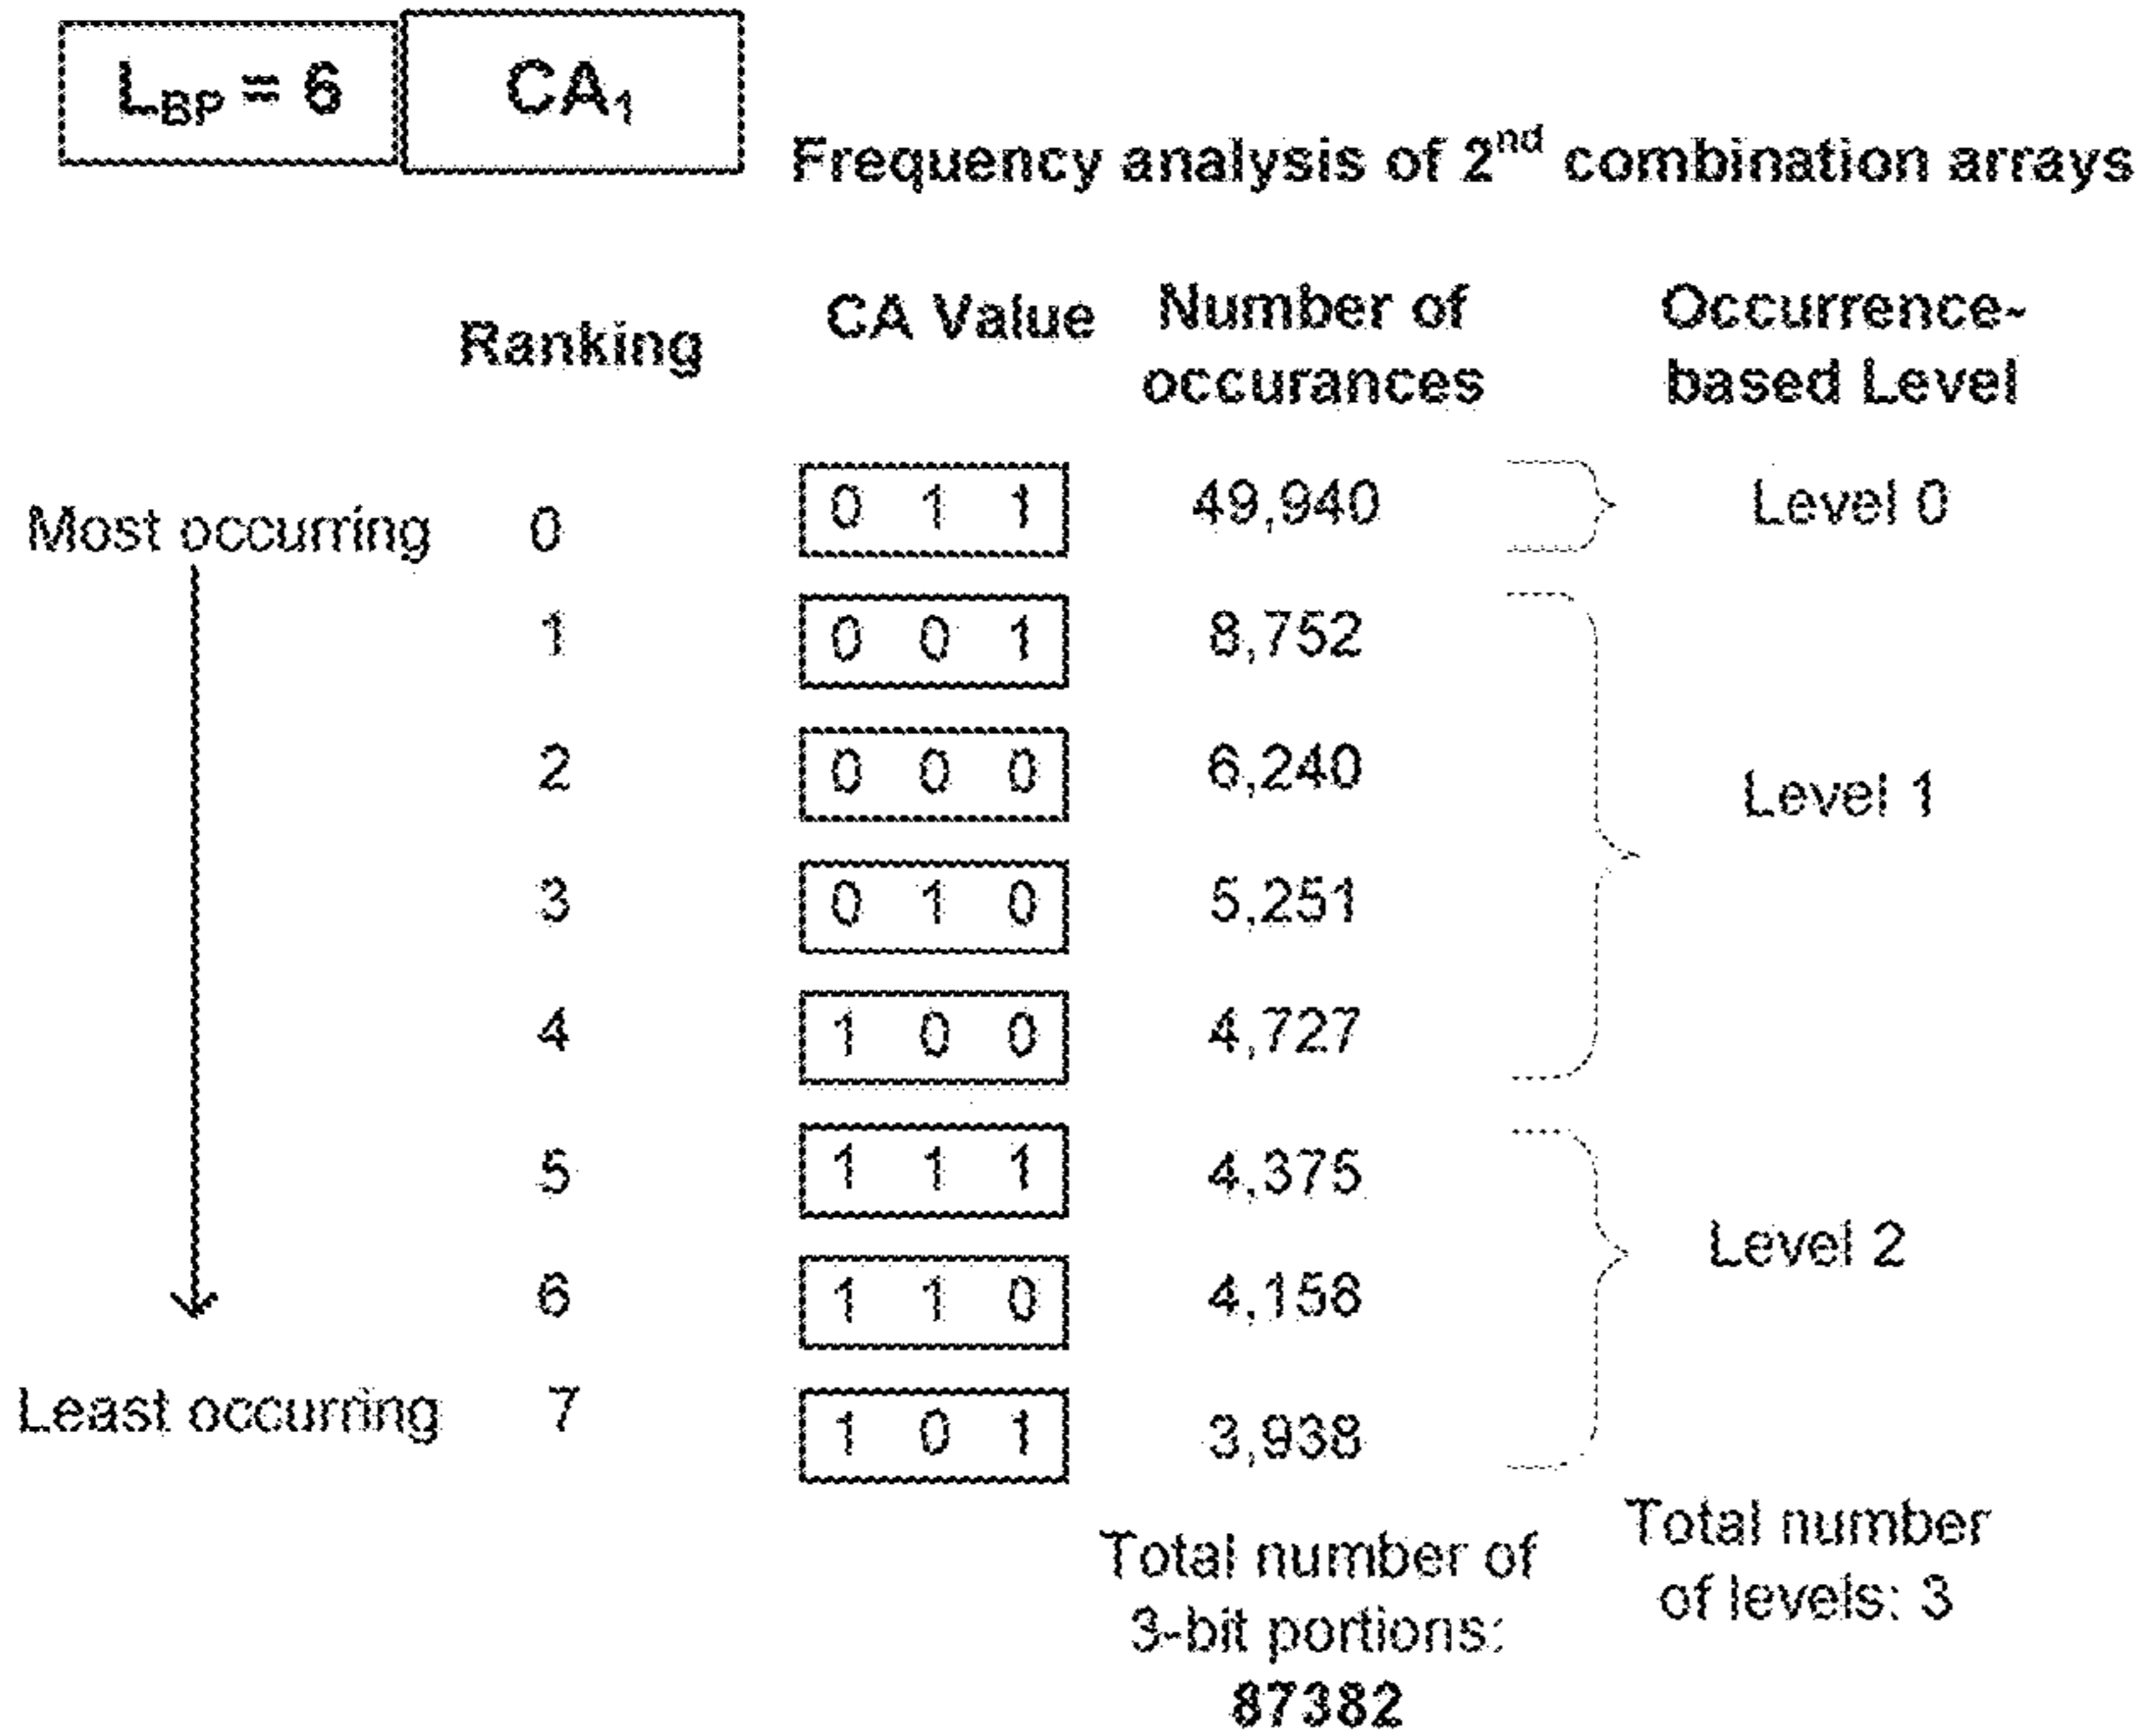 L_BP = 6 CA₁
Frequency analysis of 2nd combination arrays
Ranking CA Value Number of occurances Occurrence-based Level
Most occurring 0 0 1 1 49,940 Level 0
1 0 0 1 8,752
2 0 0 0 6,240 Level 1
3 0 1 0 5,251
4 1 0 0 4,727
5 1 1 1 4,375
6 1 1 0 4,156 Level 2
Least occurring 7 1 0 1 3,938
Total number of
3-bit portions:
87382
Total number
of levels: 3